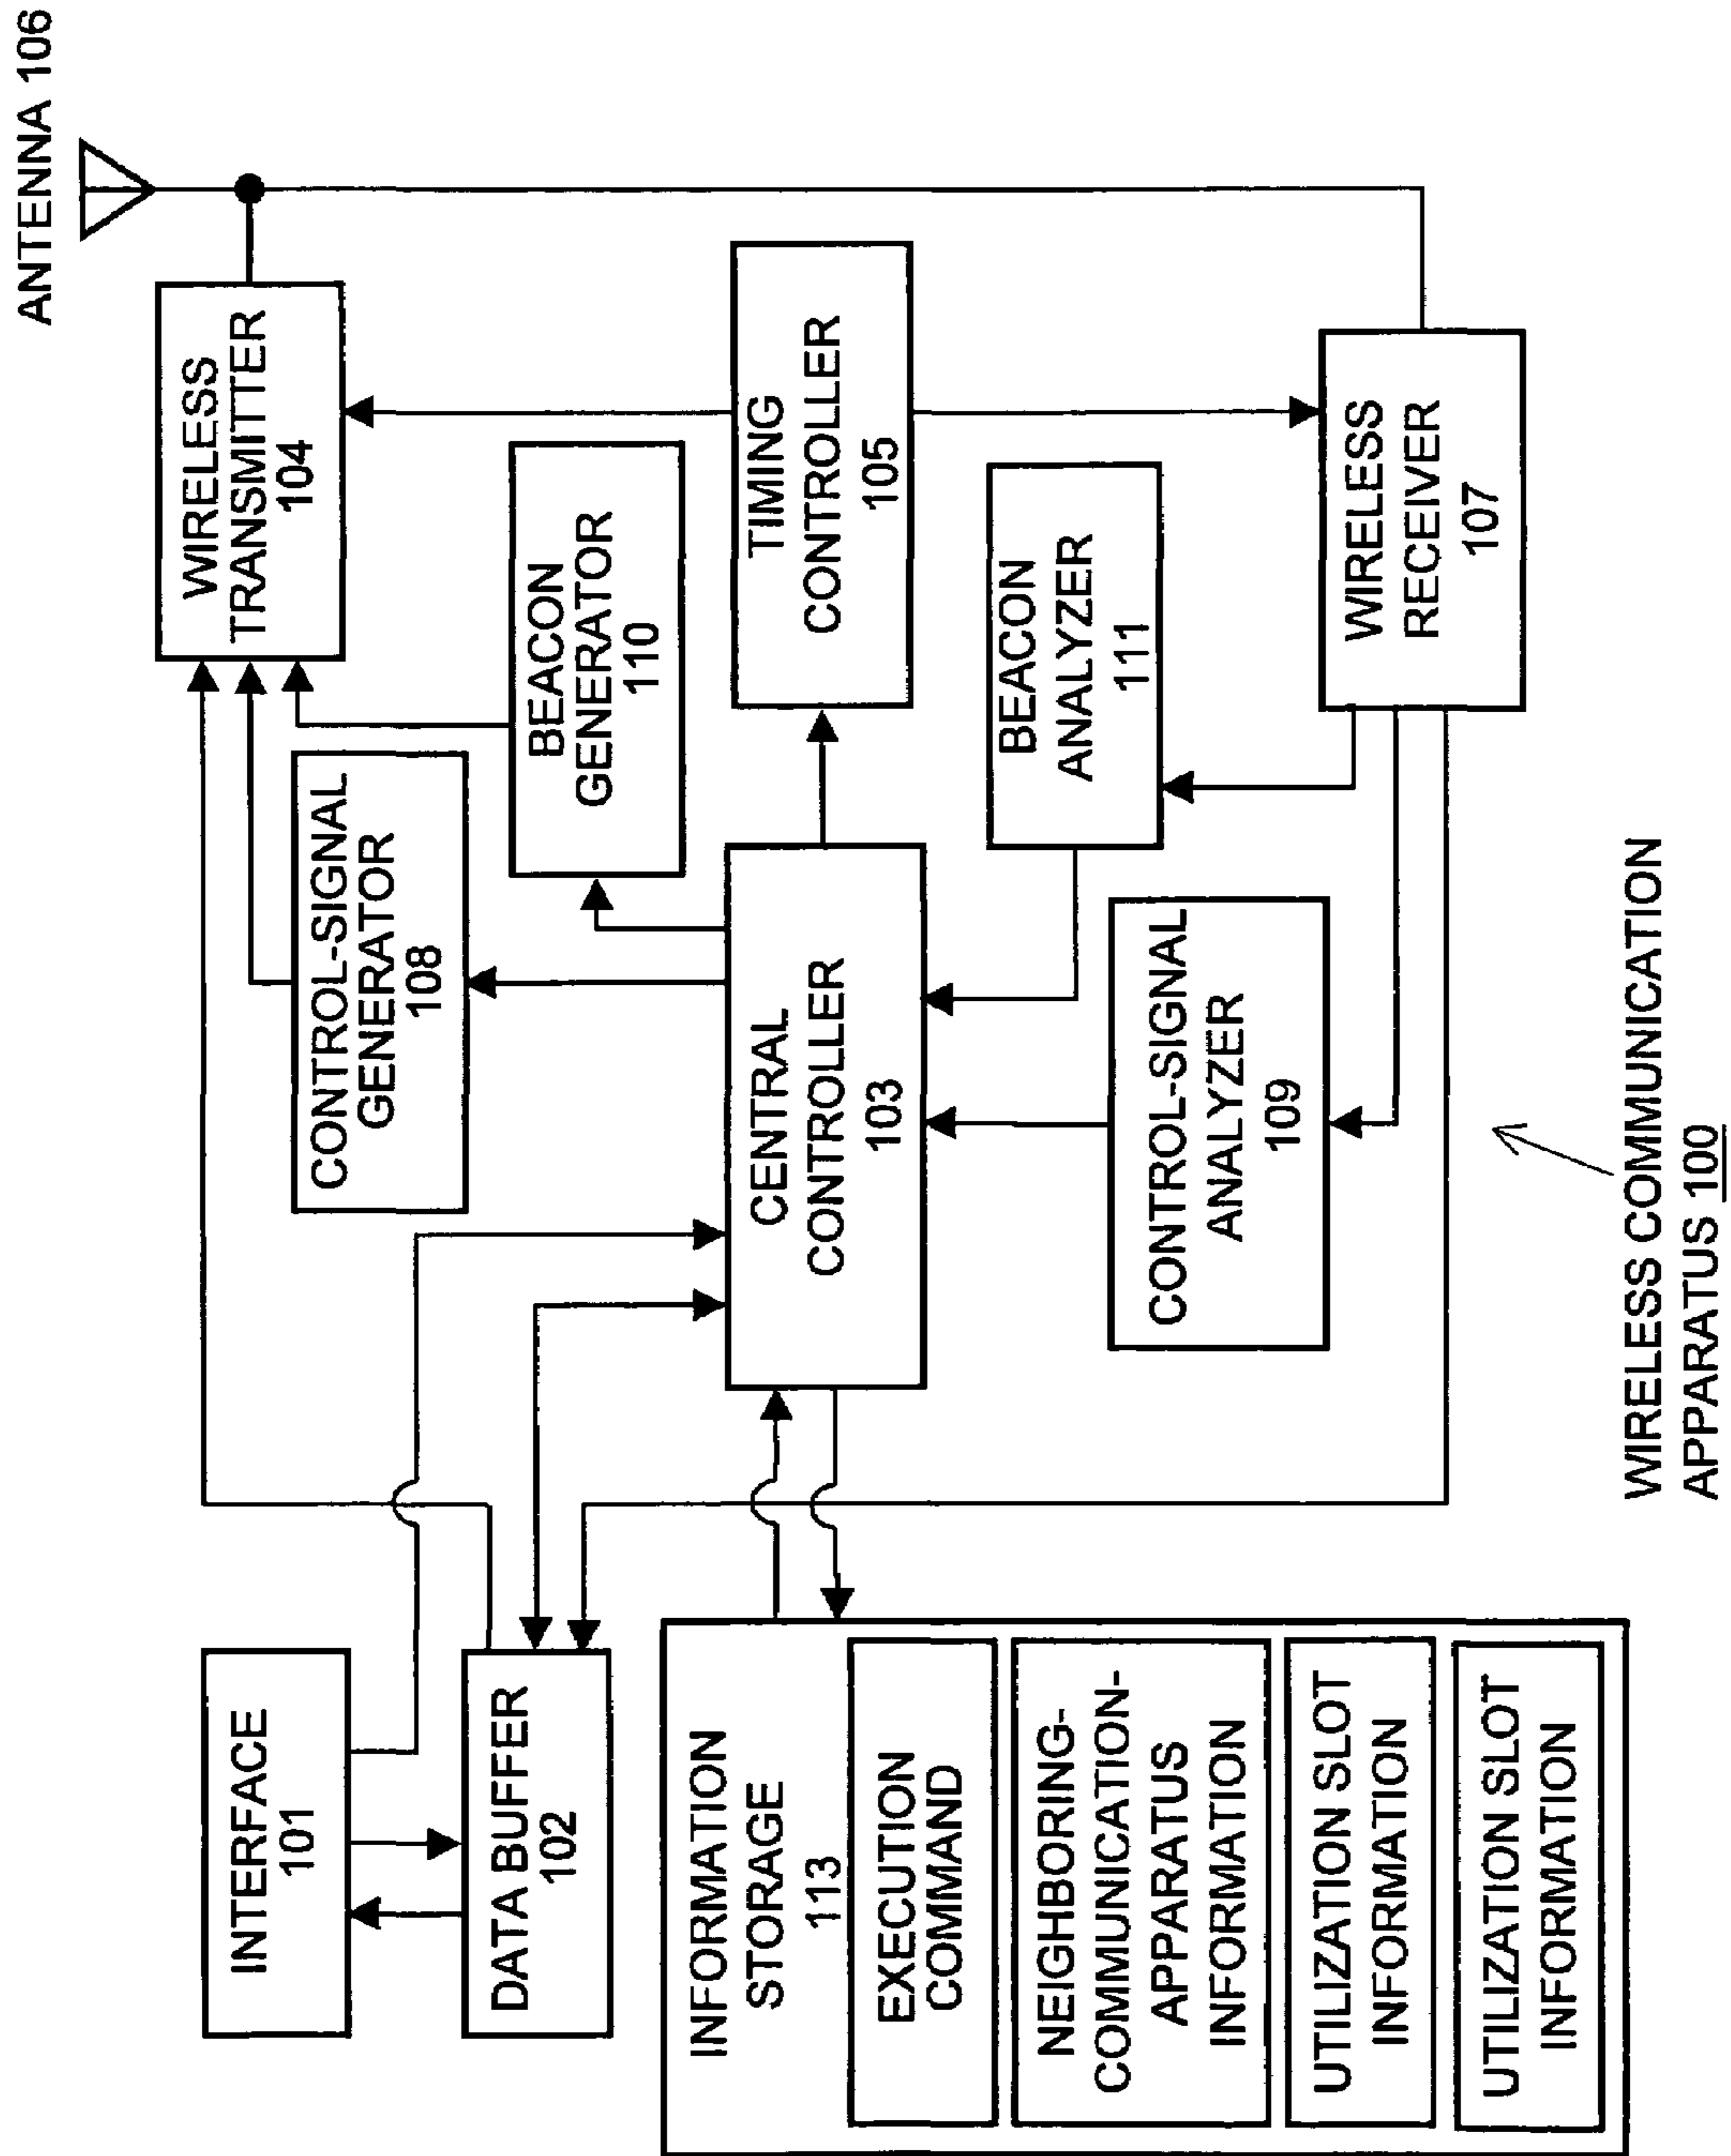 ANTENNA 106
INTERFACE
101
DATA BUFFER
102
WIRELESS
TRANSMITTER
104
CONTROL-SIGNAL
GENERATOR
108
BEACON
GENERATOR
110
INFORMATION
STORAGE
113
EXECUTION
COMMAND
NEIGHBORING-
COMMUNICATION-
APPARATUS
INFORMATION
UTILIZATION SLOT
INFORMATION
UTILIZATION SLOT
INFORMATION
CENTRAL
CONTROLLER
103
TIMING
CONTROLLER
105
BEACON
ANALYZER
111
CONTROL-SIGNAL
ANALYZER
109
WIRELESS
RECEIVER
107
WIRELESS COMMUNICATION
APPARATUS 100